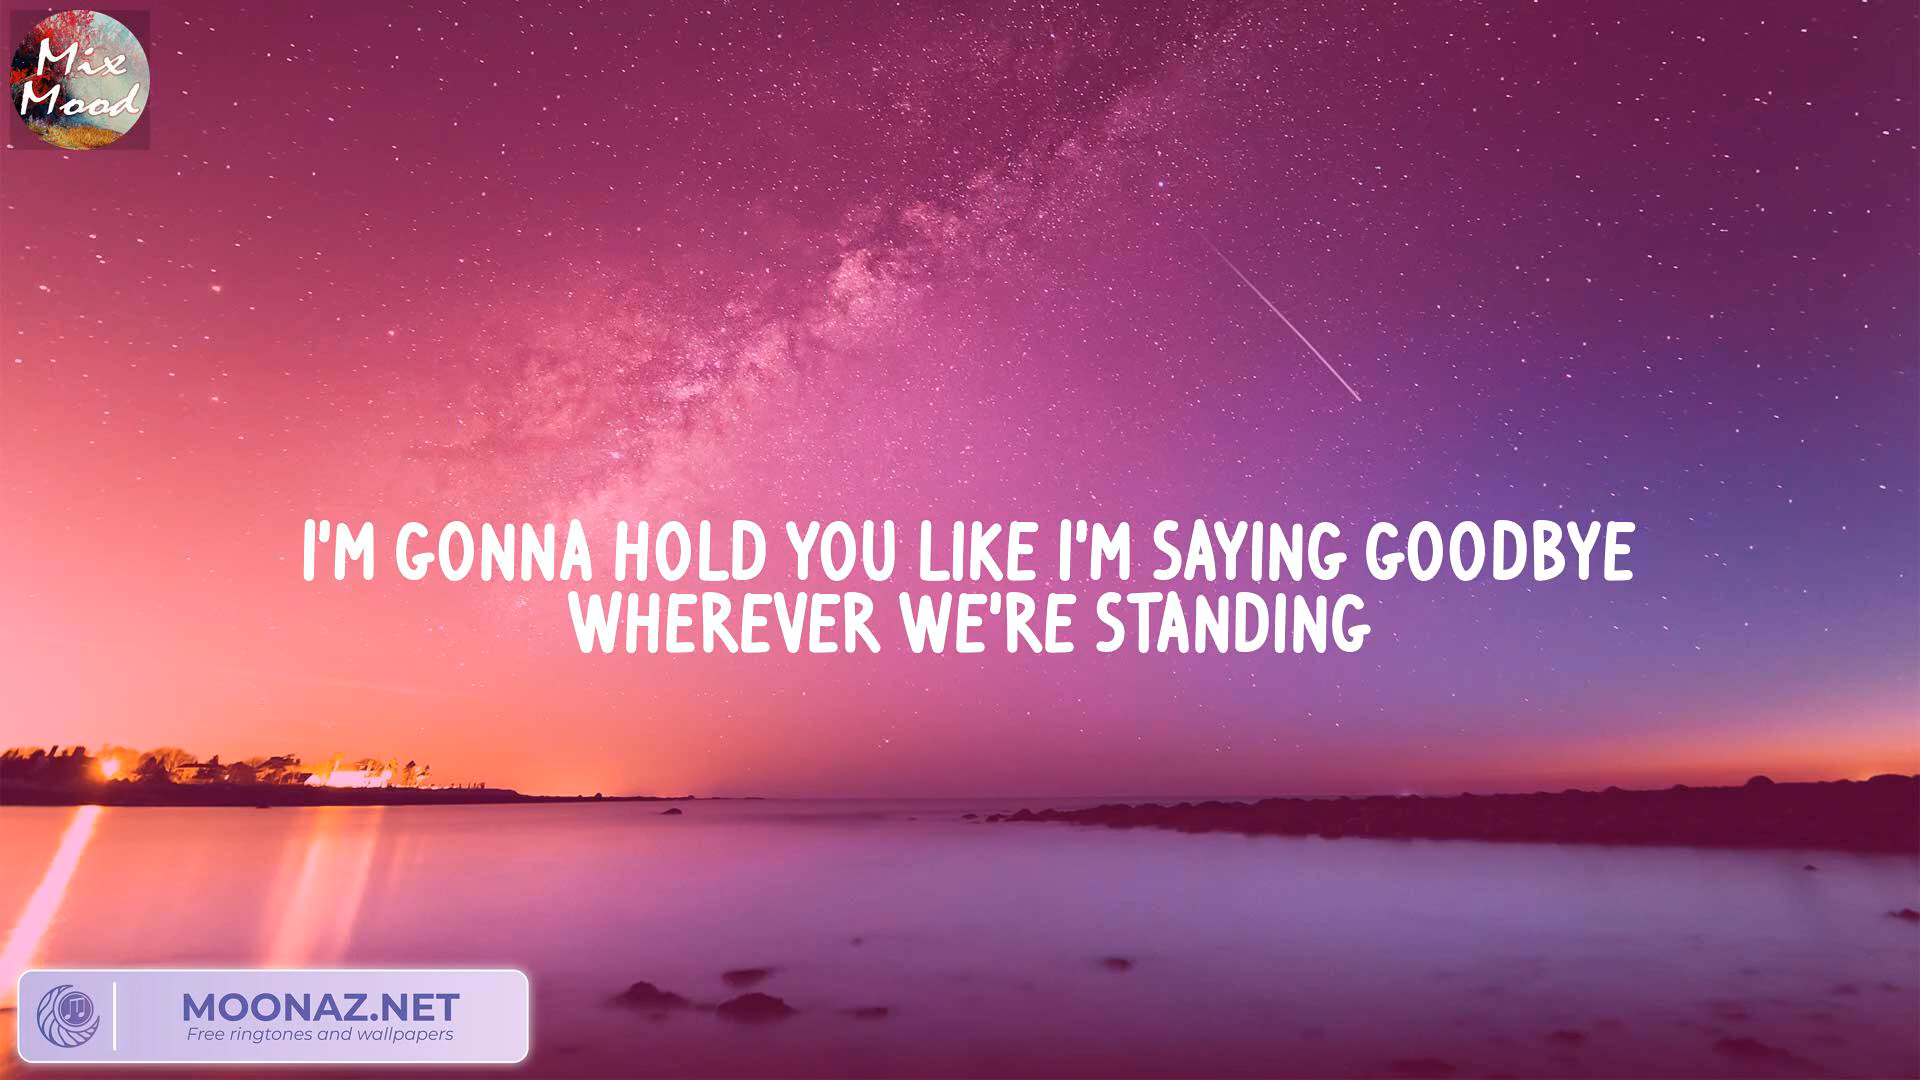 Mix
Mood
I'M GONNA HOLD YOU LIKE I'M SAYING GOODBYE
WHEREVER WE'RE STANDING
MOONAZ.NET
Free ringtones and wallpapers